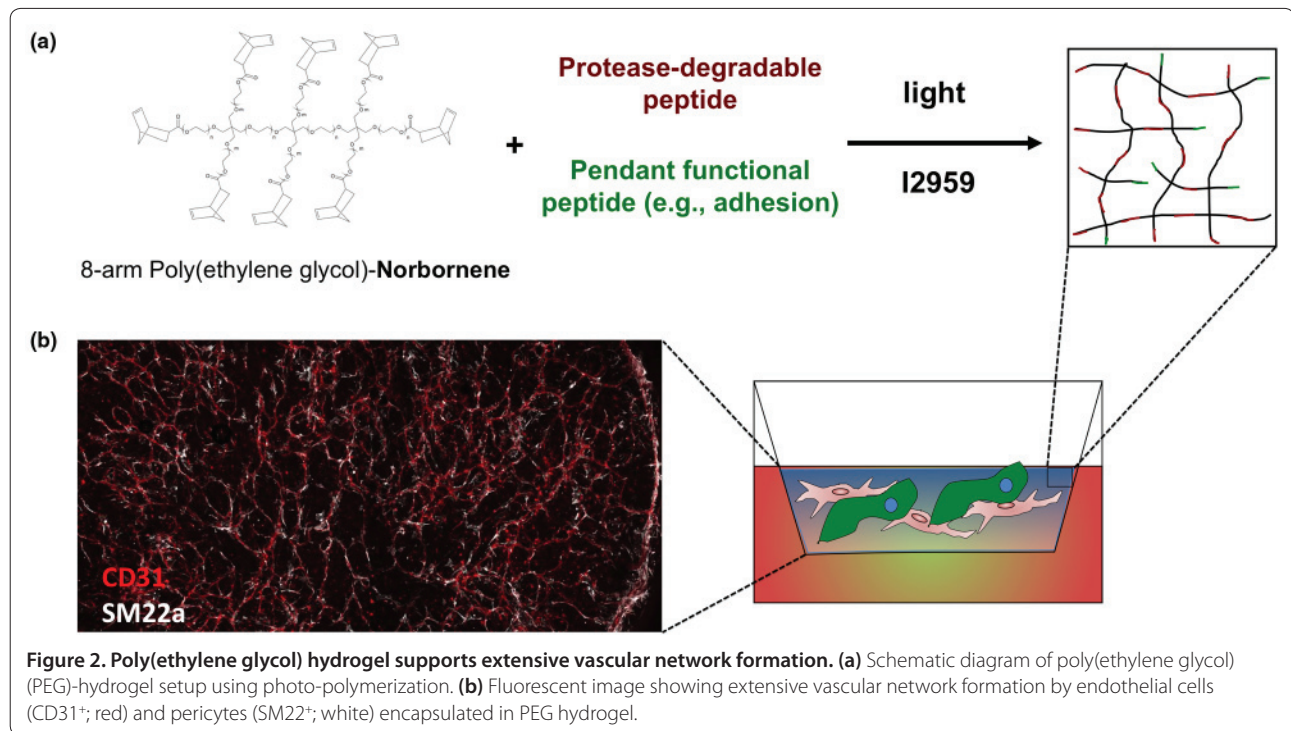 (a)
Protease-degradable
peptide
+
Pendant functional
peptide (e.g., adhesion)
light
I2959
8-arm Poly(ethylene glycol)-Norbornene
(b)
CD31
SM22a
Figure 2. Poly(ethylene glycol) hydrogel supports extensive vascular network formation. (a) Schematic diagram of poly(ethylene glycol)
(PEG)-hydrogel setup using photo-polymerization. (b) Fluorescent image showing extensive vascular network formation by endothelial cells
(CD31⁺; red) and pericytes (SM22⁺; white) encapsulated in PEG hydrogel.